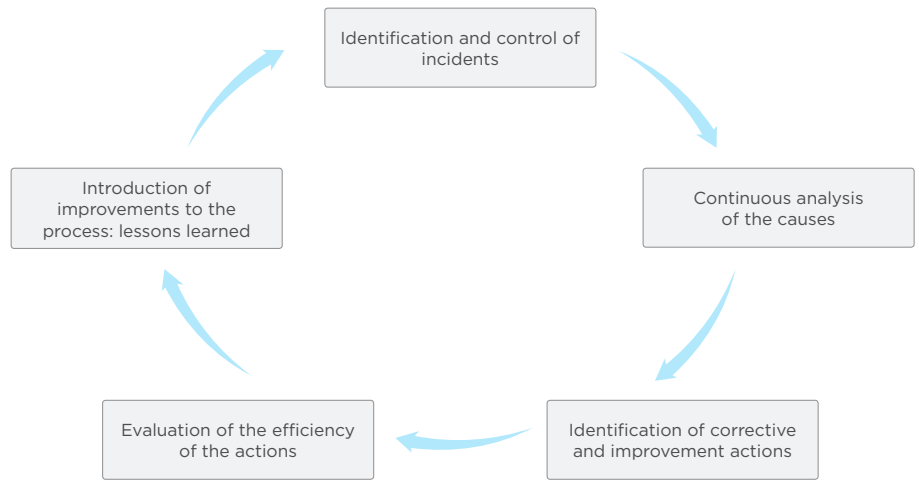 Identification and control of
incidents
Continuous analysis
of the causes
Identification of corrective
and improvement actions
Evaluation of the efficiency
of the actions
Introduction of
improvements to the
process: lessons learned